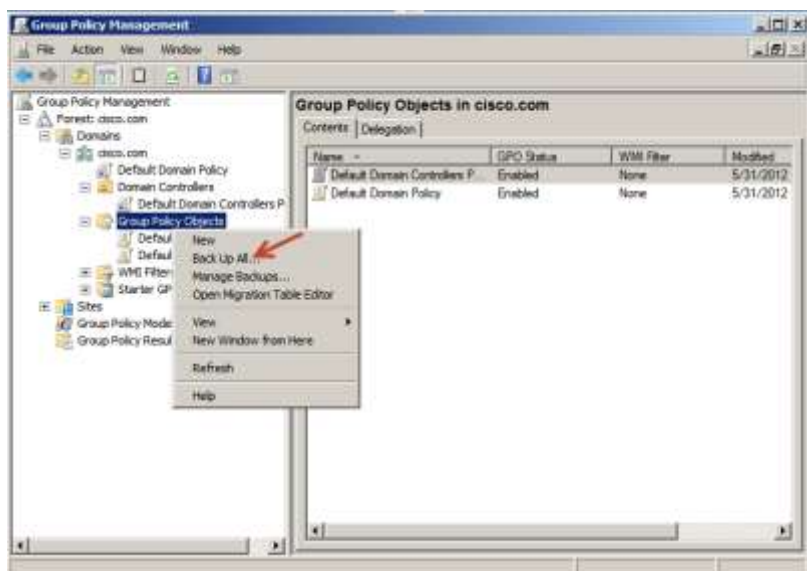 Group Policy Management
File Action View Window Help
Group Policy Management
Forest: cisco.com
Domains
cisco.com
Default Domain Policy
Domain Controllers
Default Domain Controllers P
Group Policy Objects
Defaul
Defaul
WMI Filter
Starter GP
Sites
Group Policy Mode
Group Policy Resul
New
Back Up All...
Manage Backups...
Open Migration Table Editor
View
New Window from Here
Refresh
Help
Group Policy Objects in cisco.com
Contents Delegation
Name GPO Status WMI Filter Modified
Default Domain Controllers P... Enabled None 5/31/2012
Default Domain Policy Enabled None 5/31/2012